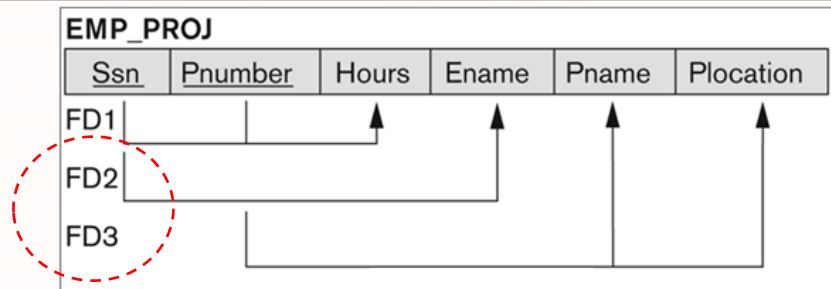 EMP_PROJ
Ssn Pnumber Hours Ename Pname Plocation
FD1
FD2
FD3